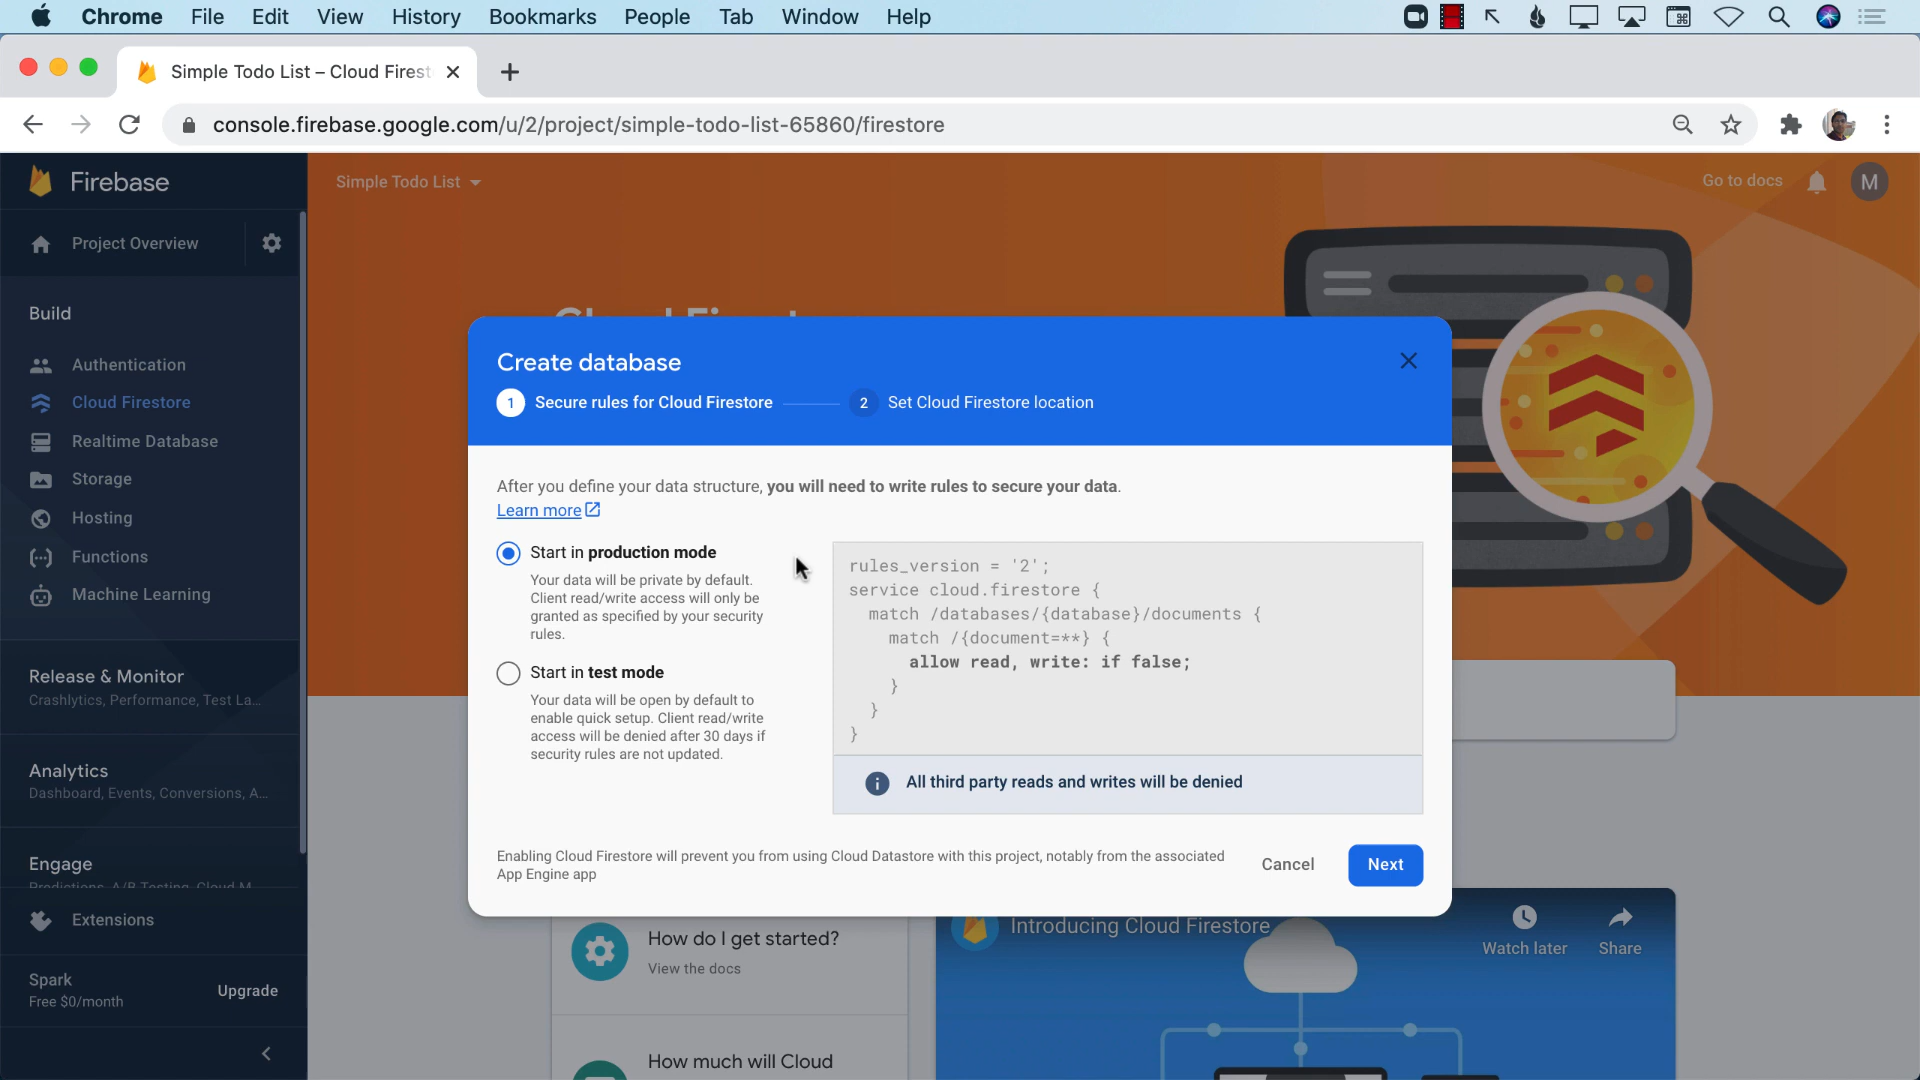 Chrome File Edit View History Bookmarks People Tab Window Help
Simple Todo List – Cloud Firest
console.firebase.google.com/u/2/project/simple-todo-list-65860/firestore
Firebase
Simple Todo List
Go to docs
M
Project Overview
Build
Authentication
Cloud Firestore
Realtime Database
Storage
Hosting
Functions
Machine Learning
Release & Monitor
Crashlytics, Performance, Test La...
Analytics
Dashboard, Events, Conversions, A...
Engage
Predictions, A/B Testing, Cloud M
Extensions
Spark
Free $0/month
Upgrade
Cloud Firestore
Create database
1 Secure rules for Cloud Firestore
2 Set Cloud Firestore location
After you define your data structure, you will need to write rules to secure your data.
Learn more
Start in production mode
Your data will be private by default.
Client read/write access will only be
granted as specified by your security
rules.
Start in test mode
Your data will be open by default to
enable quick setup. Client read/write
access will be denied after 30 days if
security rules are not updated.
rules_version = '2';
service cloud.firestore {
match /databases/{database}/documents {
match /{document=**} {
allow read, write: if false;
}
}
}
All third party reads and writes will be denied
Enabling Cloud Firestore will prevent you from using Cloud Datastore with this project, notably from the associated
App Engine app
Cancel
Next
How do I get started?
View the docs
How much will Cloud
Introducing Cloud Firestore
Watch later
Share